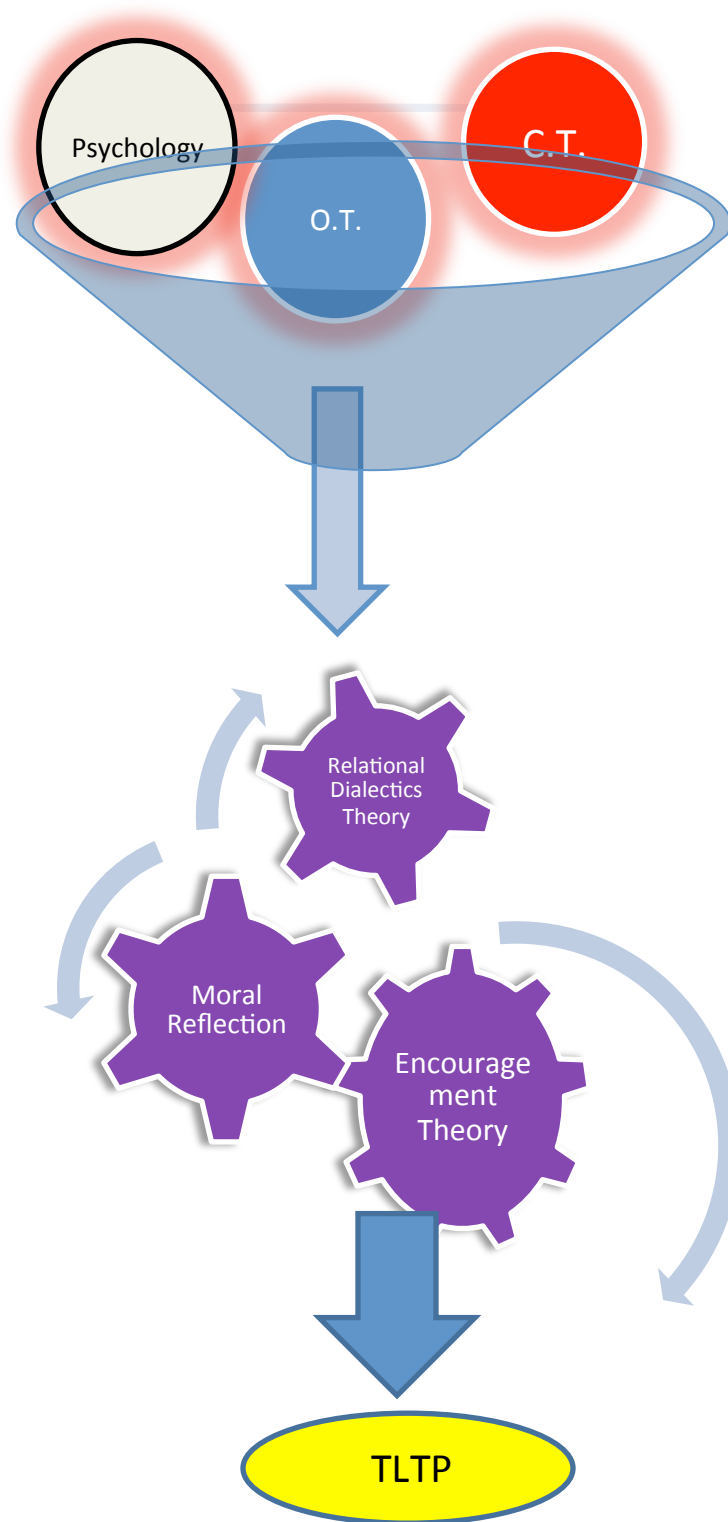 Psychology
C.T.
O.T.
Relational
Dialectics
Theory
Moral
Reflection
Encourage
ment
Theory
TLTP